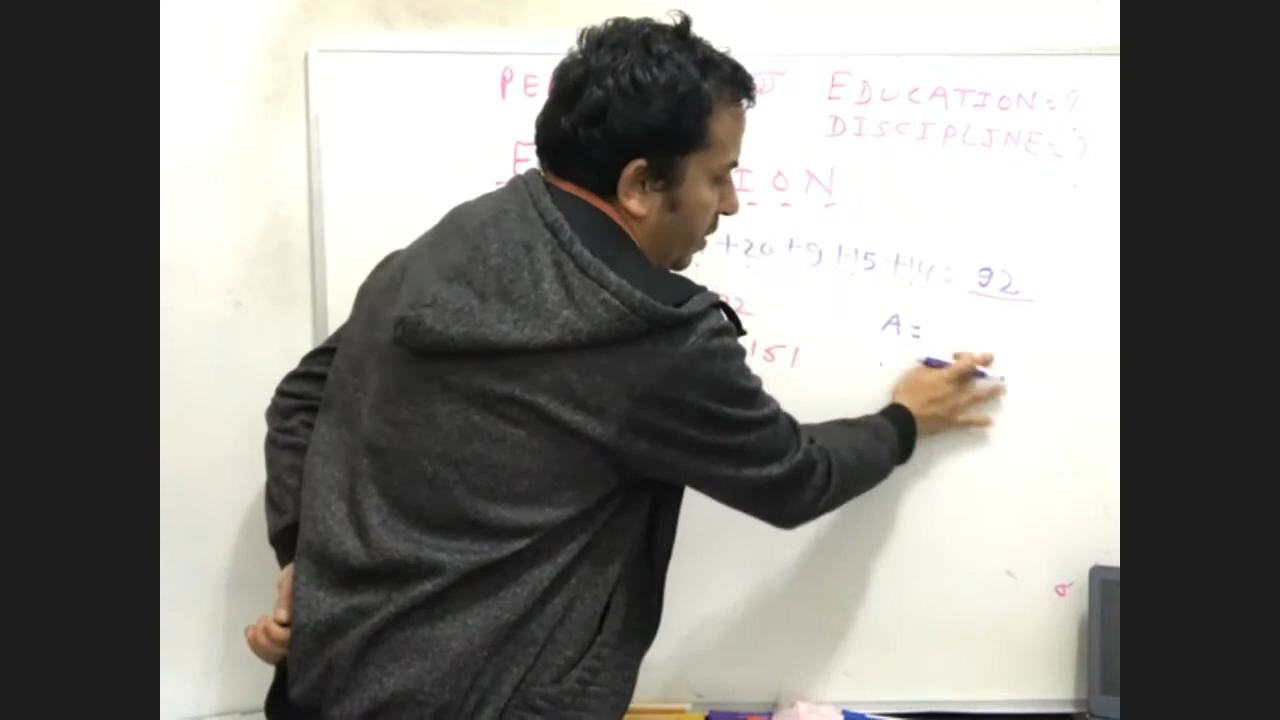 PE
EDUCATION=?
DISCIPLINE=?
E ION
+20+9+15+14= 92
2
A=
151